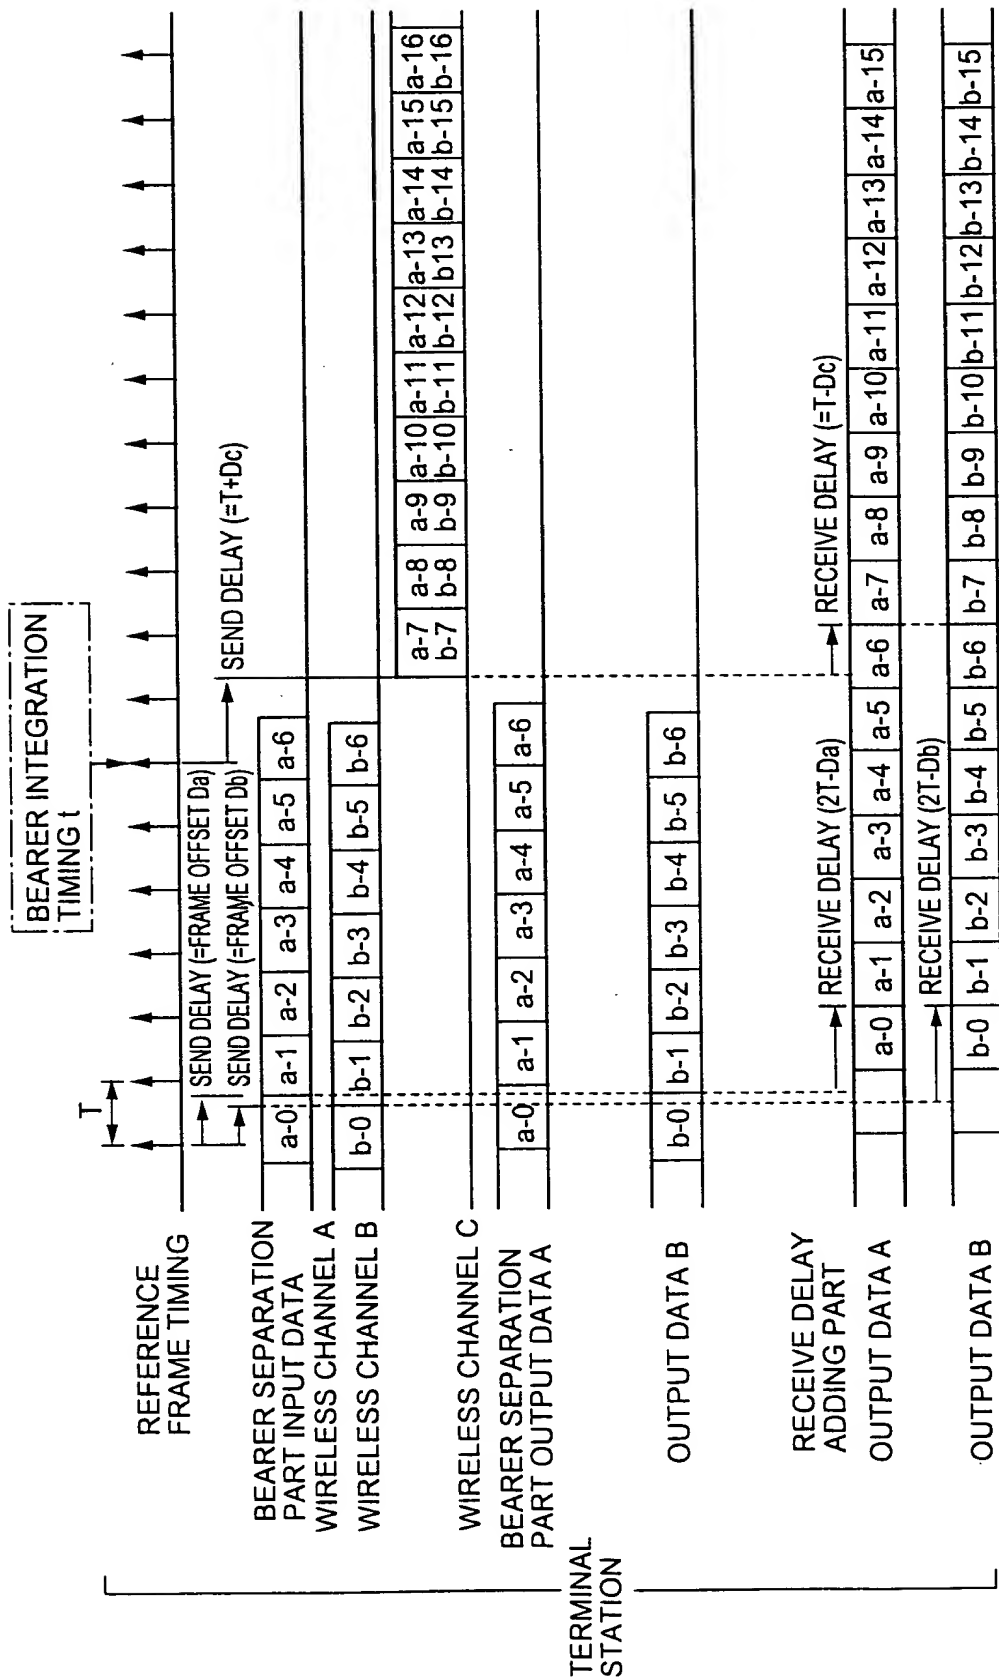 BEARER INTEGRATION
TIMING t
T
REFERENCE
FRAME TIMING
SEND DELAY (=FRAME OFFSET Da)
SEND DELAY (=FRAME OFFSET Db)
SEND DELAY (=T+Dc)
BEARER SEPARATION
PART INPUT DATA
WIRELESS CHANNEL A
a-0 a-1 a-2 a-3 a-4 a-5 a-6
WIRELESS CHANNEL B
b-0 b-1 b-2 b-3 b-4 b-5 b-6
WIRELESS CHANNEL C
a-7 a-8 a-9 a-10 a-11 a-12 a-13 a-14 a-15 a-16
b-7 b-8 b-9 b-10 b-11 b-12 b13 b-14 b-15 b-16
BEARER SEPARATION
PART OUTPUT DATA A
a-0 a-1 a-2 a-3 a-4 a-5 a-6
OUTPUT DATA B
b-0 b-1 b-2 b-3 b-4 b-5 b-6
RECEIVE DELAY
ADDING PART
RECEIVE DELAY (2T-Da)
RECEIVE DELAY (=T-Dc)
OUTPUT DATA A
a-0 a-1 a-2 a-3 a-4 a-5 a-6 a-7 a-8 a-9 a-10 a-11 a-12 a-13 a-14 a-15
RECEIVE DELAY (2T-Db)
OUTPUT DATA B
b-0 b-1 b-2 b-3 b-4 b-5 b-6 b-7 b-8 b-9 b-10 b-11 b-12 b-13 b-14 b-15
TERMINAL
STATION